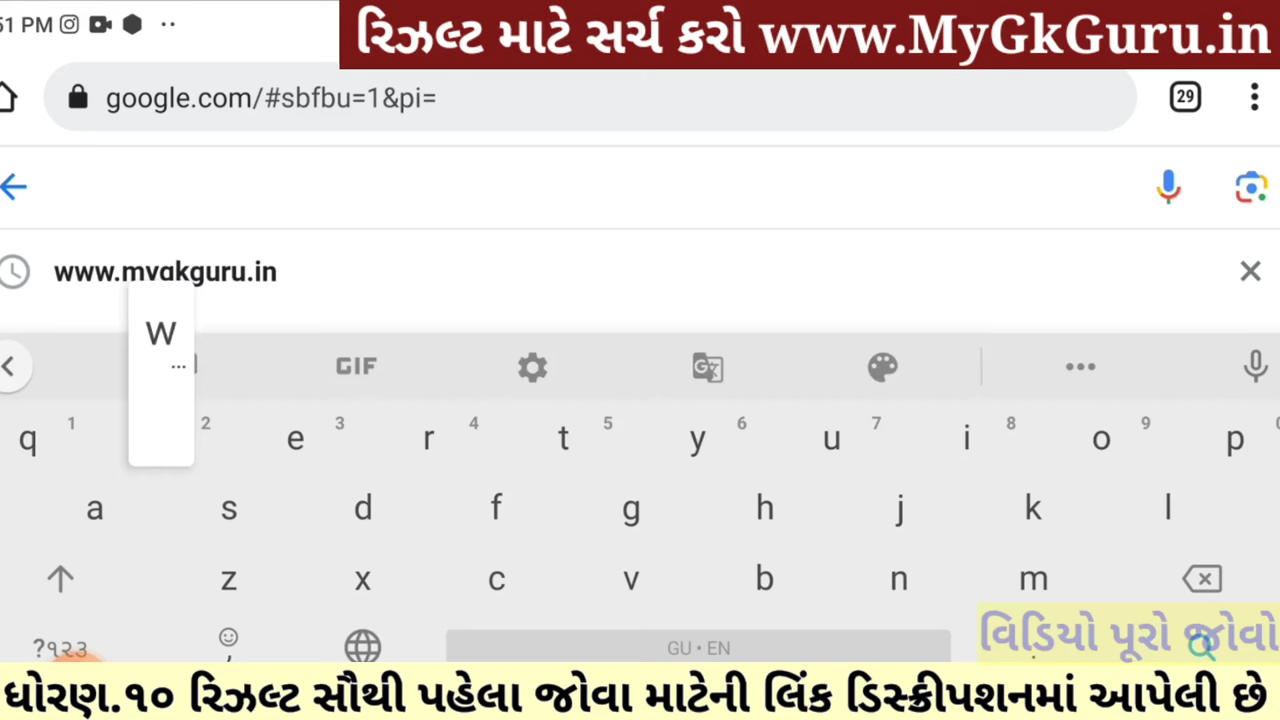 51 PM
રિઝલ્ટ માટે સર્ચ કરો www.MyGkGuru.in
google.com/#sbfbu=1&pi=
29
www.mygkguru.in
W
GIF
q 1 2 e 3 r 4 t 5 y 6 u 7 i 8 o 9 p
a s d f g h j k l
z x c v b n m
?૧૨૩ , GU • EN .
વિડિયો પૂરો જોવો
ધોરણ.૧૦ રિઝલ્ટ સૌથી પહેલા જોવા માટેની લિંક ડિસ્ક્રીપશનમાં આપેલી છે